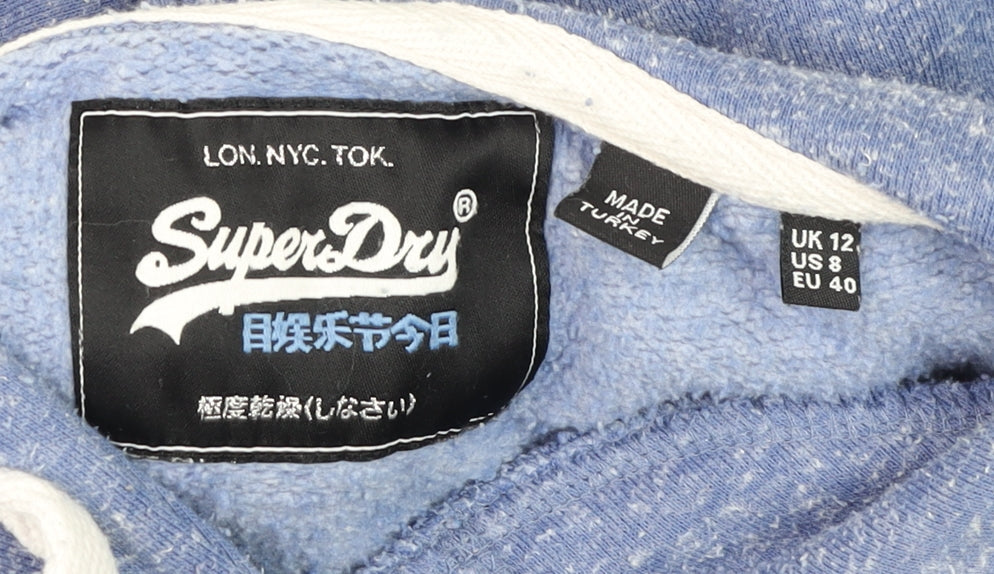 LON. NYC. TOK.
SuperDry®
目娯乐节今日
極度乾燥(しなさい)
MADE
IN
TURKEY
UK 12
US 8
EU 40